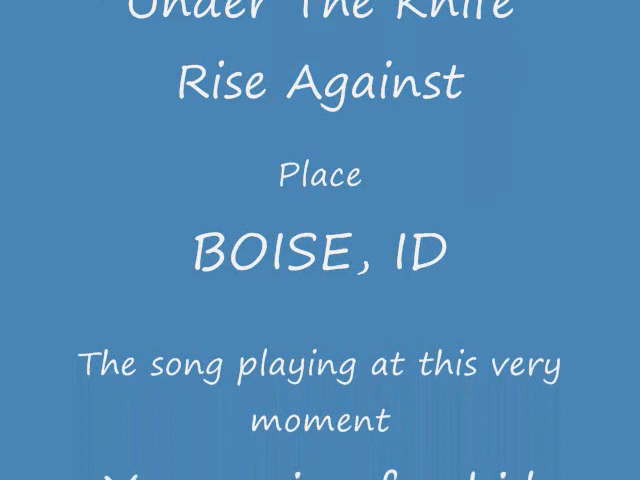 Under The Knife
Rise Against
Place
BOISE, ID
The song playing at this very
moment